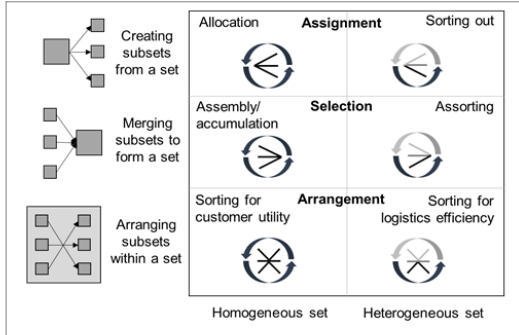 Creating
subsets
from a set
Allocation
Assignment
Sorting out
Merging
subsets to
form a set
Assembly/
accumulation
Selection
Assorting
Arranging
subsets
within a set
Sorting for
customer utility
Arrangement
Sorting for
logistics efficiency
Homogeneous set
Heterogeneous set